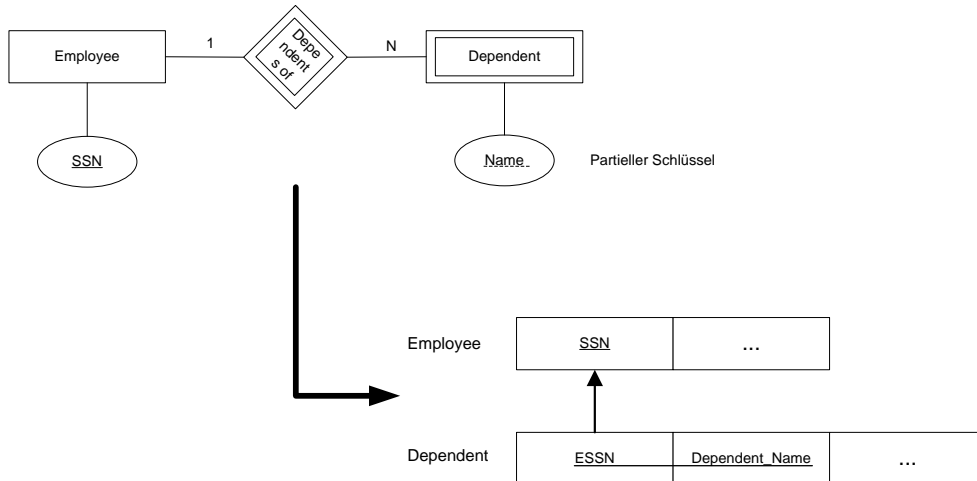 Employee
1
Depe
ndent
s of
N
Dependent
SSN
Name
Partieller Schlüssel
Employee
SSN
...
Dependent
ESSN
Dependent_Name
...